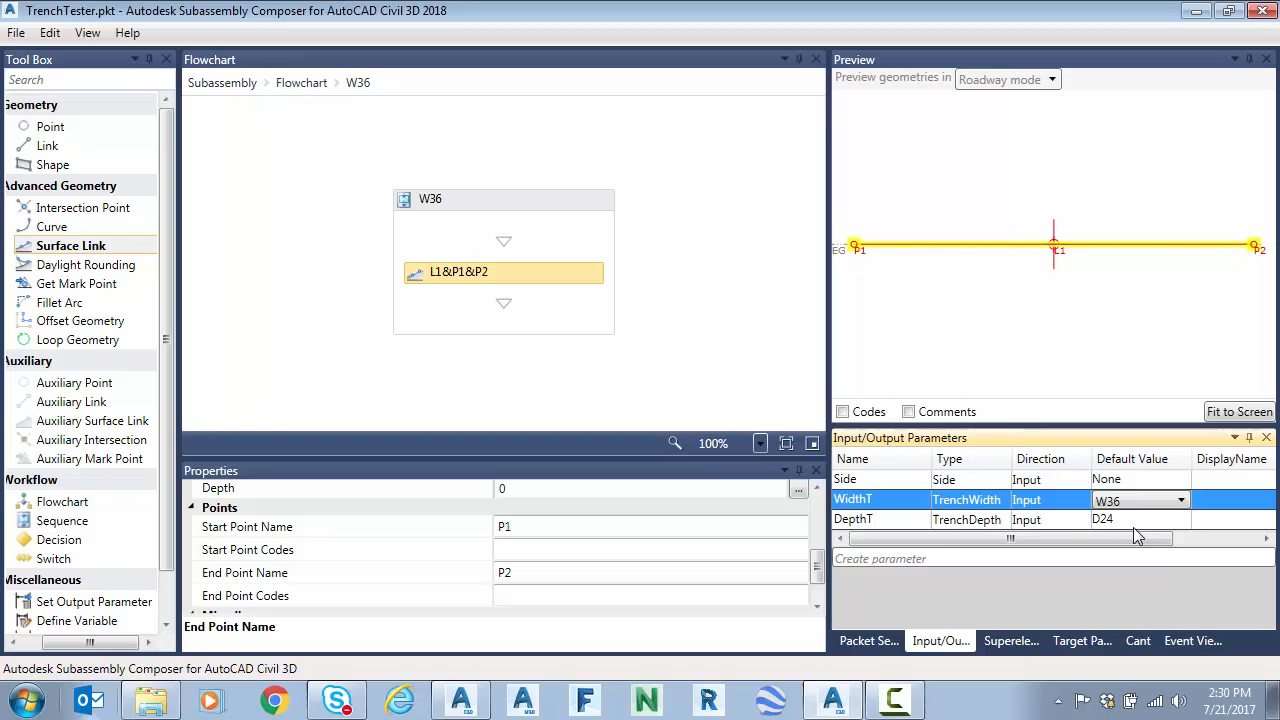 TrenchTester.pkt - Autodesk Subassembly Composer for AutoCAD Civil 3D 2018
File Edit View Help
Tool Box
Search
Geometry
Point
Link
Shape
Advanced Geometry
Intersection Point
Curve
Surface Link
Daylight Rounding
Get Mark Point
Fillet Arc
Offset Geometry
Loop Geometry
Auxiliary
Auxiliary Point
Auxiliary Link
Auxiliary Surface Link
Auxiliary Intersection
Auxiliary Mark Point
Workflow
Flowchart
Sequence
Decision
Switch
Miscellaneous
Set Output Parameter
Define Variable
Flowchart
Subassembly Flowchart W36
W36
L1&P1&P2
100%
Properties
Depth 0 ...
Points
Start Point Name P1
Start Point Codes
End Point Name P2
End Point Codes
End Point Name
Preview
Preview geometries in Roadway mode
EG P1 L1 P2
Codes Comments Fit to Screen
Input/Output Parameters
Name Type Direction Default Value DisplayName
Side Side Input None
WidthT TrenchWidth Input W36
DepthT TrenchDepth Input D24
Create parameter
Packet Se... Input/Ou... Superele... Target Pa... Cant Event Vie...
Autodesk Subassembly Composer for AutoCAD Civil 3D
2:30 PM
7/21/2017